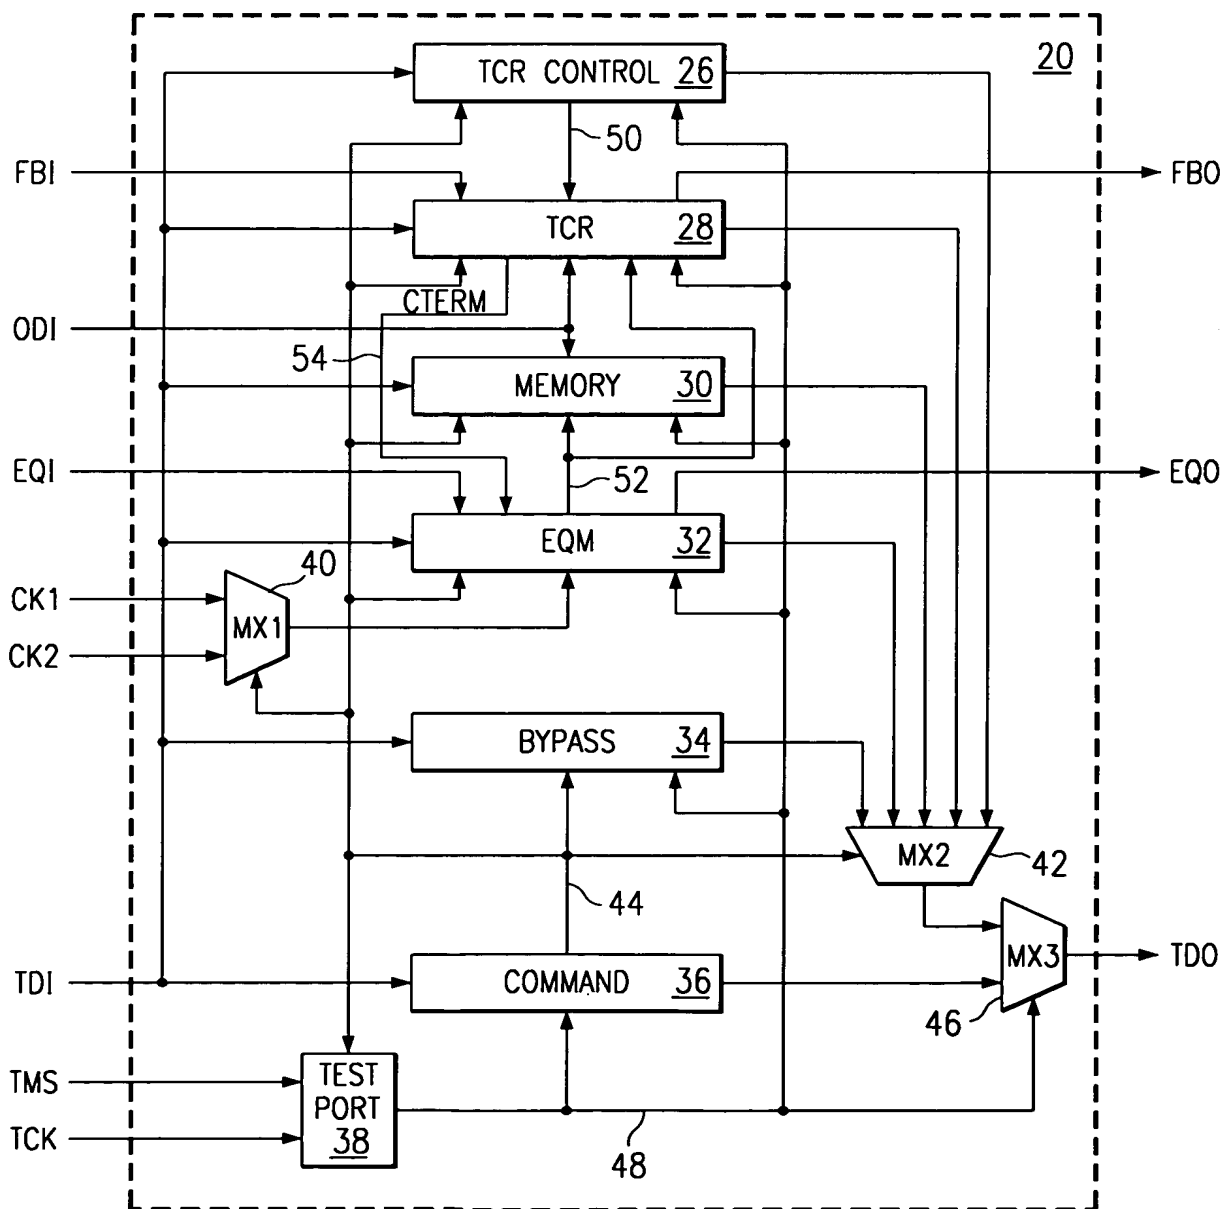 20
TCR CONTROL 26
50
FBI
FBO
TCR 28
CTERM
ODI
54
MEMORY 30
EQI
52
EQO
EQM 32
40
CK1
MX1
CK2
BYPASS 34
MX2
42
44
MX3
TDO
TDI
COMMAND 36
46
TMS
TEST
PORT
38
TCK
48